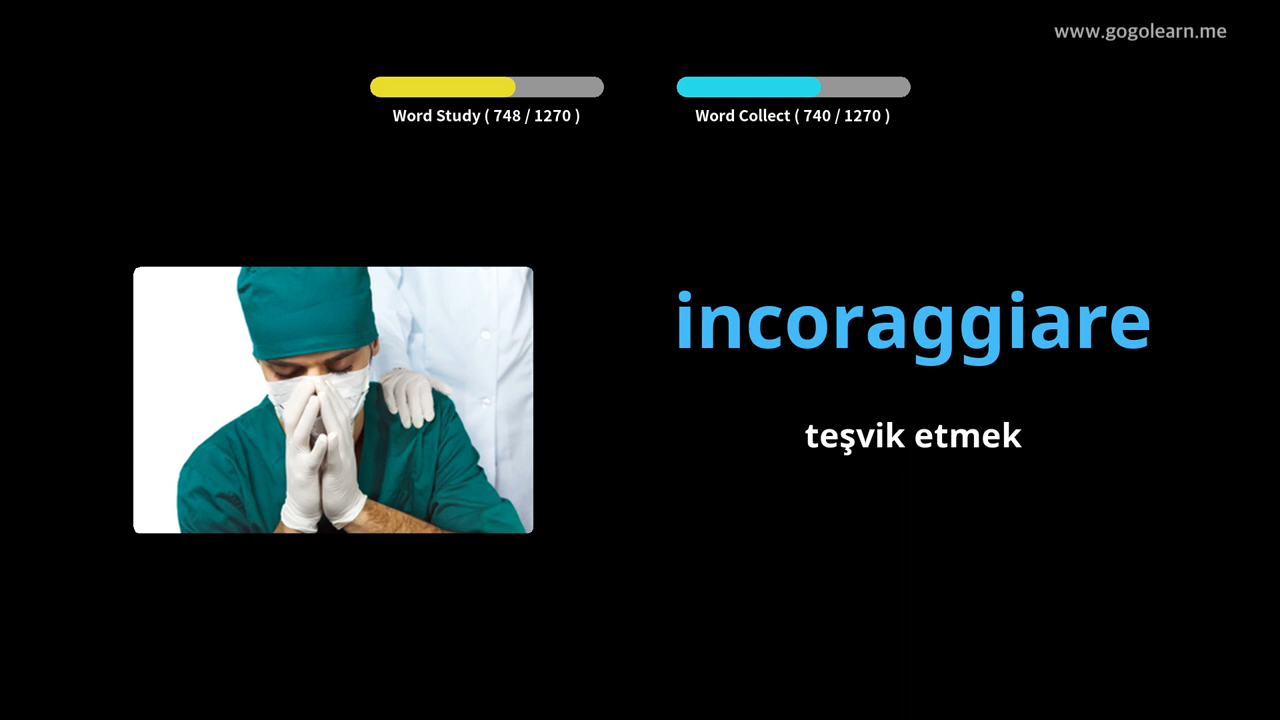 www.gogolearn.me
Word Study ( 748 / 1270 )
Word Collect ( 740 / 1270 )
incoraggiare
teşvik etmek